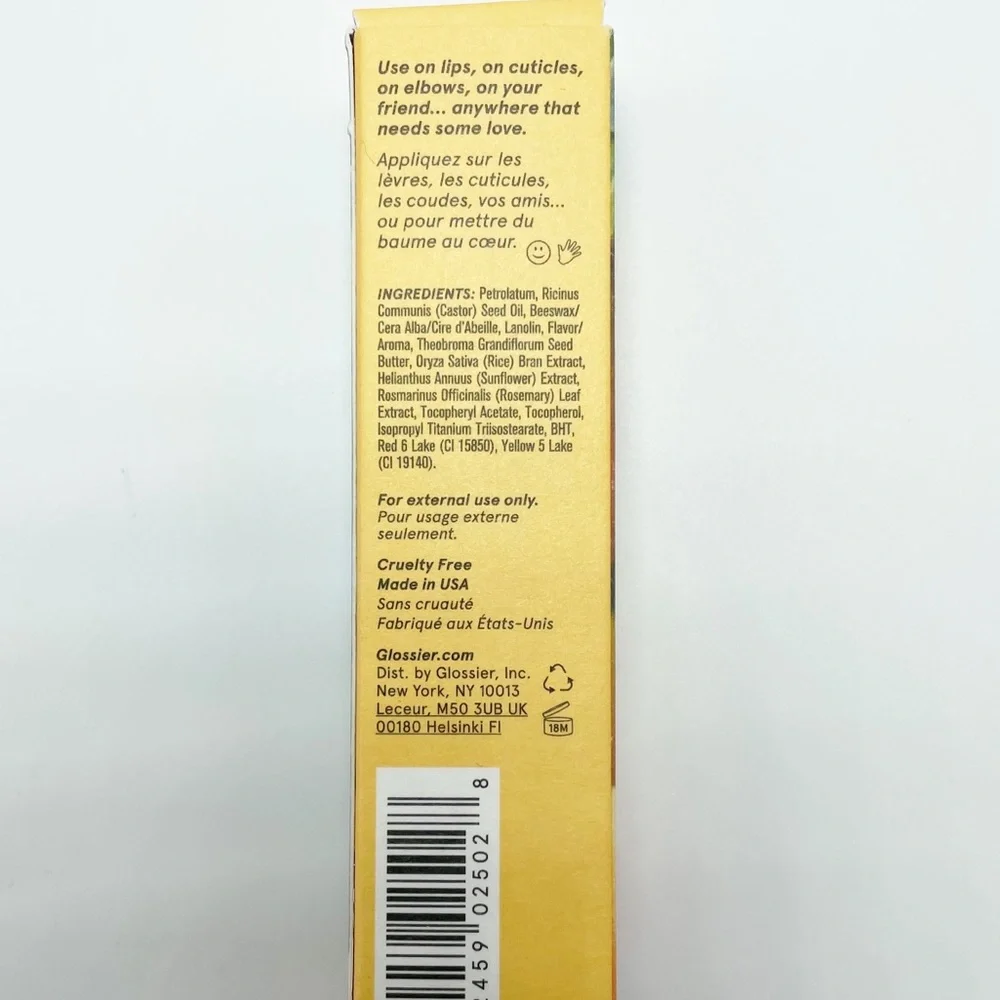 Use on lips, on cuticles,
on elbows, on your
friend... anywhere that
needs some love.
Appliquez sur les
lèvres, les cuticules,
les coudes, vos amis...
ou pour mettre du
baume au cœur.
INGREDIENTS: Petrolatum, Ricinus
Communis (Castor) Seed Oil, Beeswax/
Cera Alba/Cire d'Abeille, Lanolin, Flavor/
Aroma, Theobroma Grandiflorum Seed
Butter, Oryza Sativa (Rice) Bran Extract,
Helianthus Annuus (Sunflower) Extract,
Rosmarinus Officinalis (Rosemary) Leaf
Extract, Tocopheryl Acetate, Tocopherol,
Isopropyl Titanium Triisostearate, BHT,
Red 6 Lake (CI 15850), Yellow 5 Lake
(CI 19140).
For external use only.
Pour usage externe
seulement.
Cruelty Free
Made in USA
Sans cruauté
Fabriqué aux États-Unis
Glossier.com
Dist. by Glossier, Inc.
New York, NY 10013
Leceur, M50 3UB UK
00180 Helsinki FI
18M
2459 02502 8